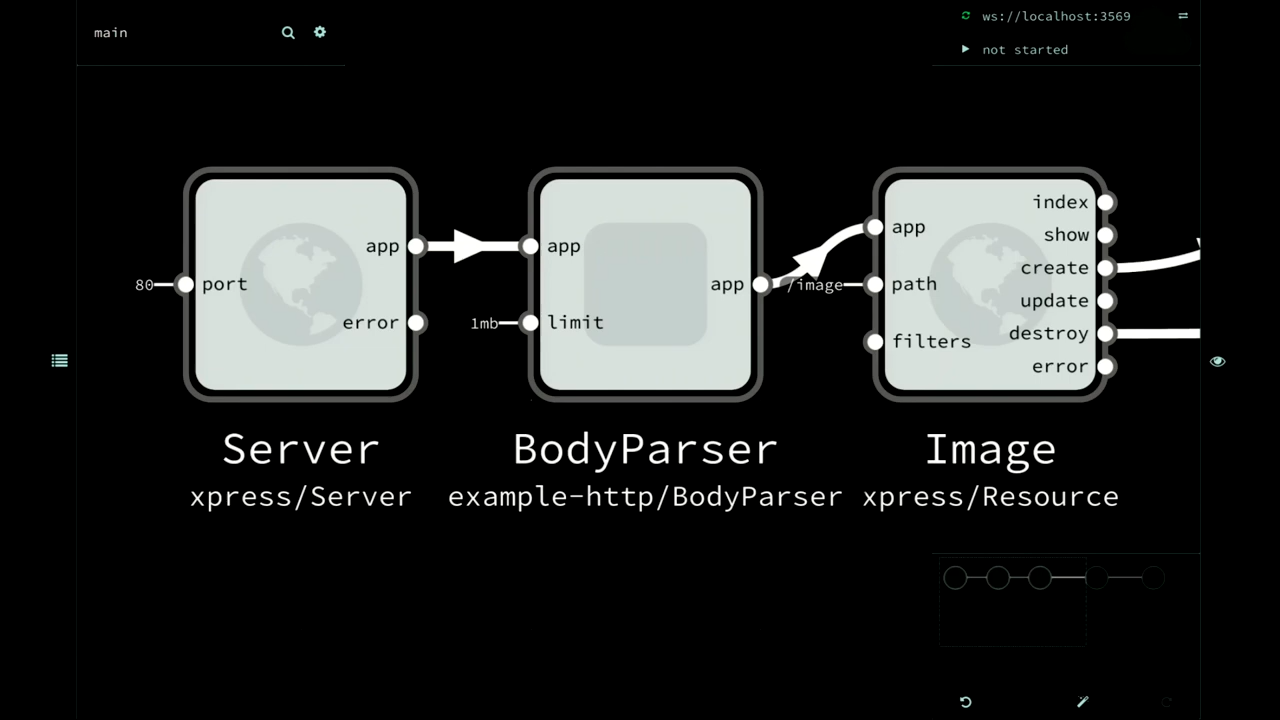 main
ws://localhost:3569
not started
80
port
app
error
app
1mb
limit
app
app
/image
path
filters
index
show
create
update
destroy
error
Server
xpress/Server
BodyParser
example-http/BodyParser
Image
xpress/Resource